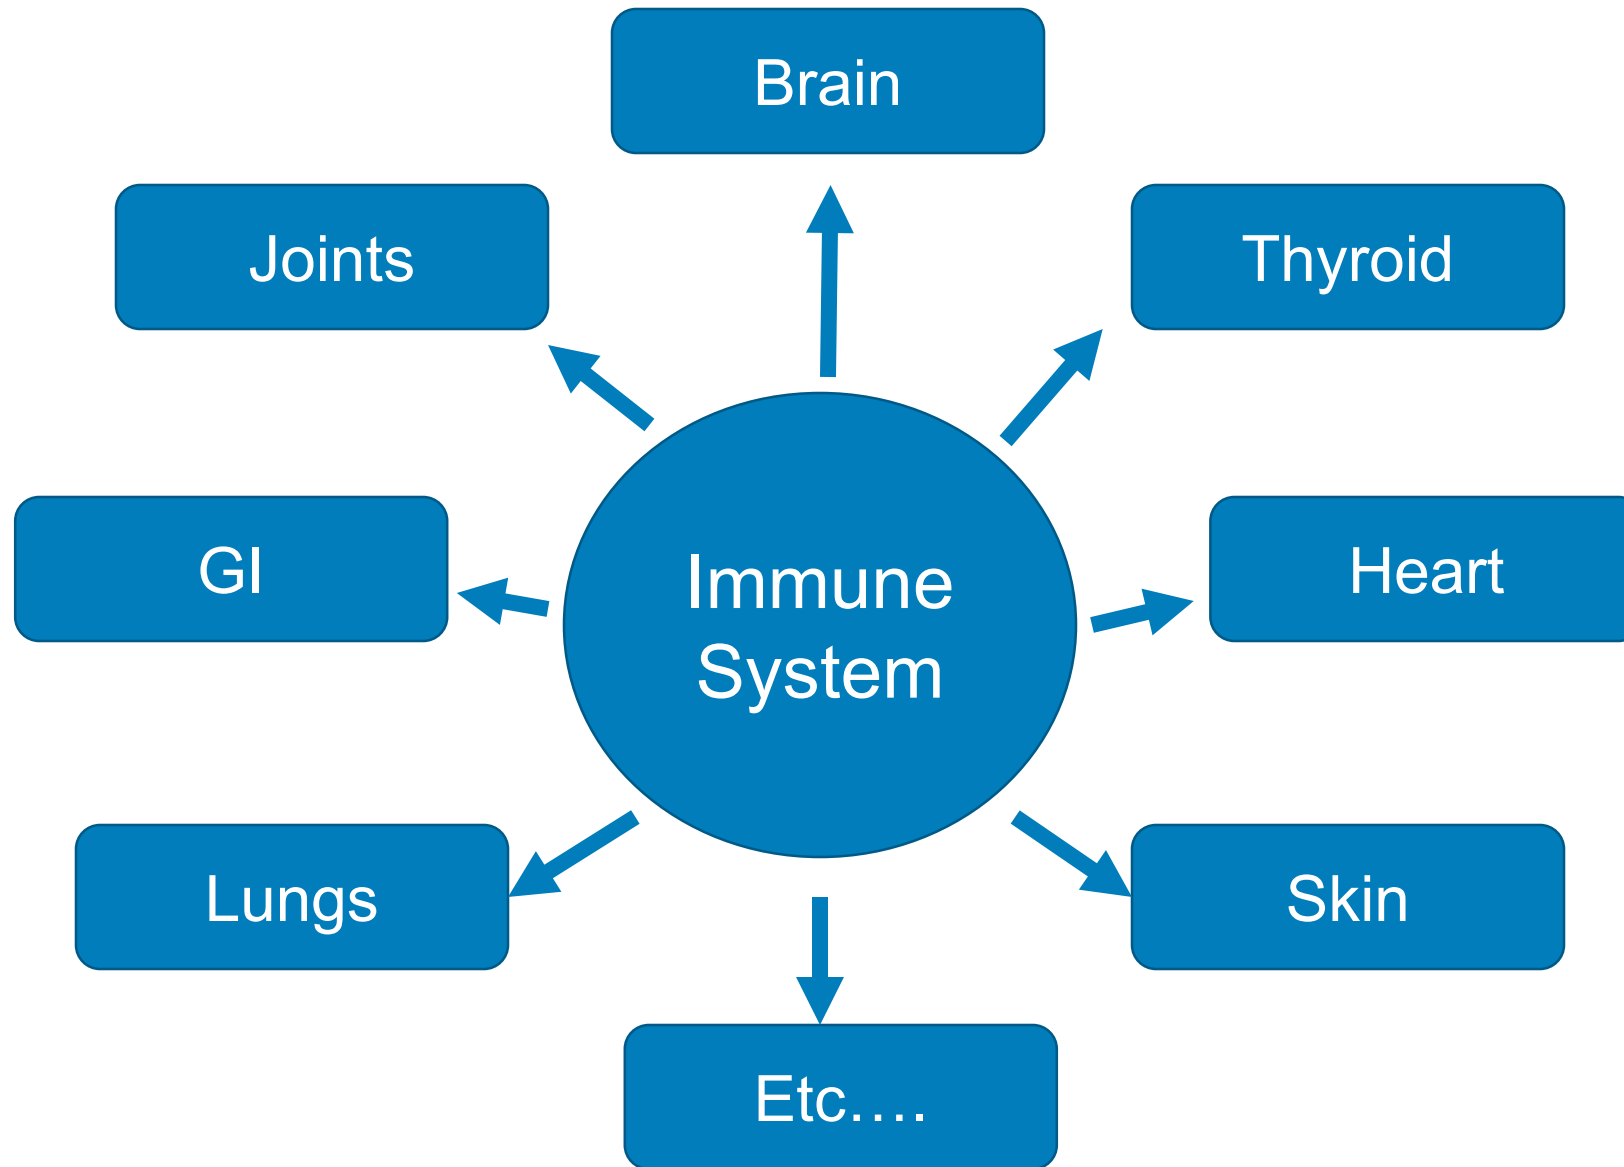 Brain
Joints
Thyroid
GI
Immune
System
Heart
Lungs
Skin
Etc….